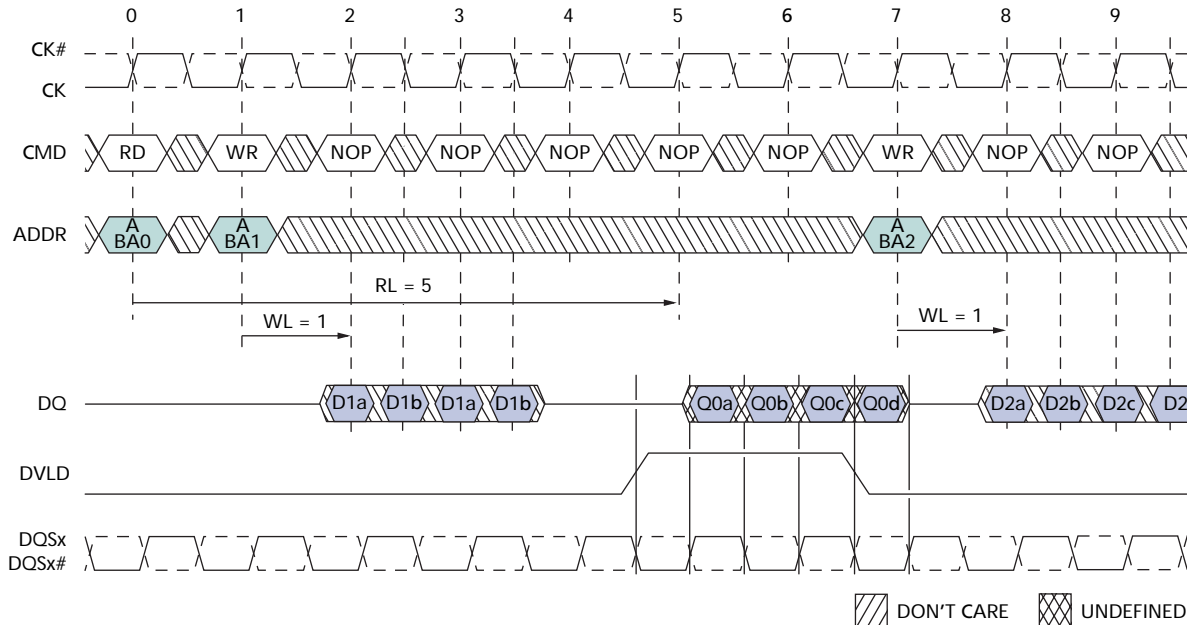 0 1 2 3 4 5 6 7 8 9
CK#
CK
CMD RD WR NOP NOP NOP NOP NOP WR NOP NOP
ADDR A BA0 A BA1 A BA2
RL = 5
WL = 1 WL = 1
DQ D1a D1b D1a D1b Q0a Q0b Q0c Q0d D2a D2b D2c D2
DVLD
DQSx
DQSx#
DON'T CARE UNDEFINED